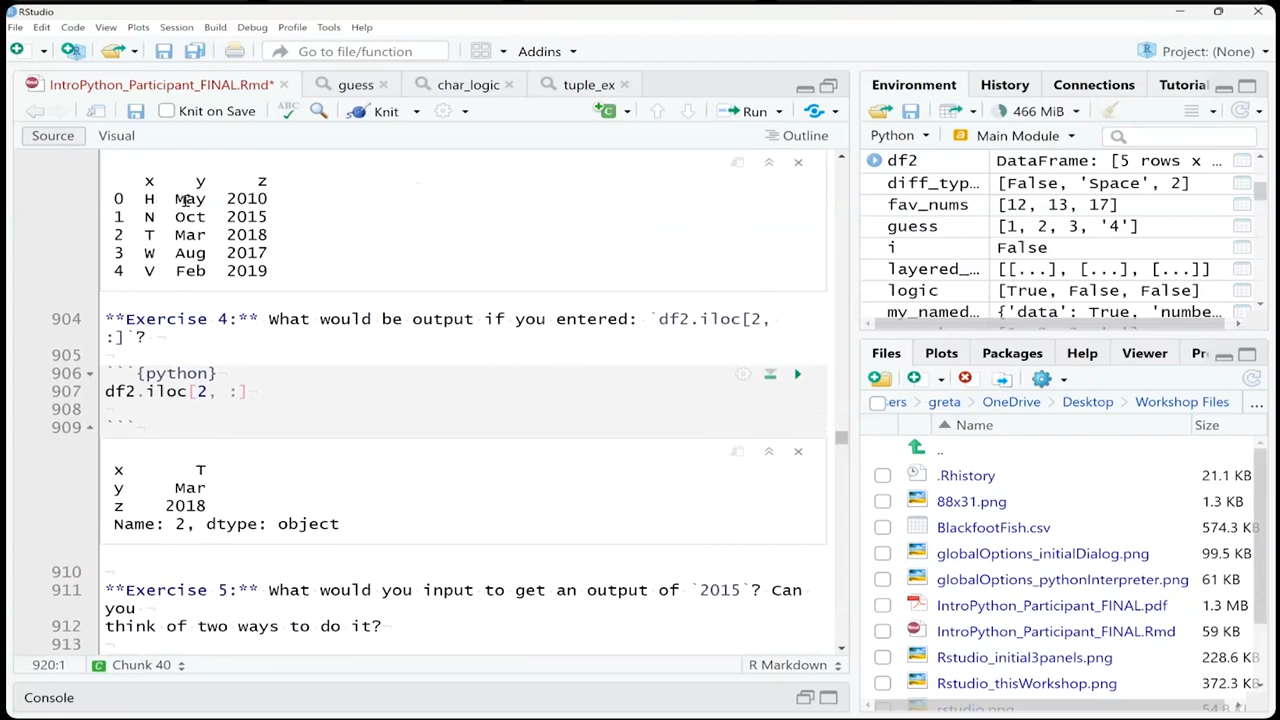 RStudio
File Edit Code View Plots Session Build Debug Profile Tools Help
Go to file/function Addins Project: (None)
IntroPython_Participant_FINAL.Rmd* guess char_logic tuple_ex
Knit on Save ABC Knit Run
Source Visual Outline
x y z
0 H May 2010
1 N Oct 2015
2 T Mar 2018
3 W Aug 2017
4 V Feb 2019
904 **Exercise 4:** What would be output if you entered: `df2.iloc[2,
:]`?
905
906 ```{python}
907 df2.iloc[2, :]
908
909 ```
x T
y Mar
z 2018
Name: 2, dtype: object
910
911 **Exercise 5:** What would you input to get an output of `2015`? Can
you
912 think of two ways to do it?
913
920:1 Chunk 40 R Markdown
Console
Environment History Connections Tutorial
466 MiB
Python Main Module
df2 DataFrame: [5 rows x ...
diff_typ... [False, 'Space', 2]
fav_nums [12, 13, 17]
guess [1, 2, 3, '4']
i False
layered_... [[...], [...], [...]]
logic [True, False, False]
my_named... {'data': True, 'numbe...
Files Plots Packages Help Viewer Pr
ers greta OneDrive Desktop Workshop Files ...
Name Size
..
.Rhistory 21.1 KB
88x31.png 1.3 KB
BlackfootFish.csv 574.3 KB
globalOptions_initialDialog.png 99.5 KB
globalOptions_pythonInterpreter.png 61 KB
IntroPython_Participant_FINAL.pdf 1.3 MB
IntroPython_Participant_FINAL.Rmd 59 KB
Rstudio_initial3panels.png 228.6 KB
Rstudio_thisWorkshop.png 372.3 KB
rstudio.png 54.8 KB